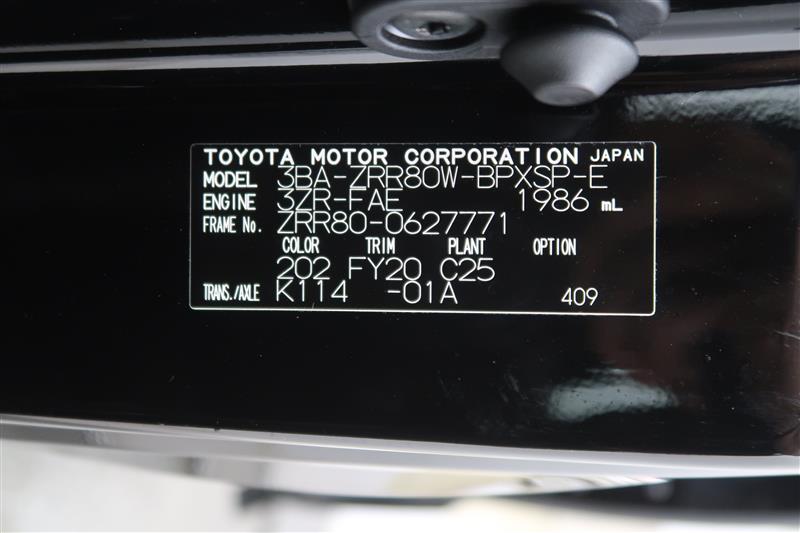 TOYOTA MOTOR CORPORATION JAPAN
MODEL 3BA-ZRR80W-BPXSP-E
ENGINE 3ZR-FAE 1986 mL
FRAME No. ZRR80-0627771
COLOR TRIM PLANT OPTION
202 FY20 C25
TRANS./AXLE K114 -01A 409